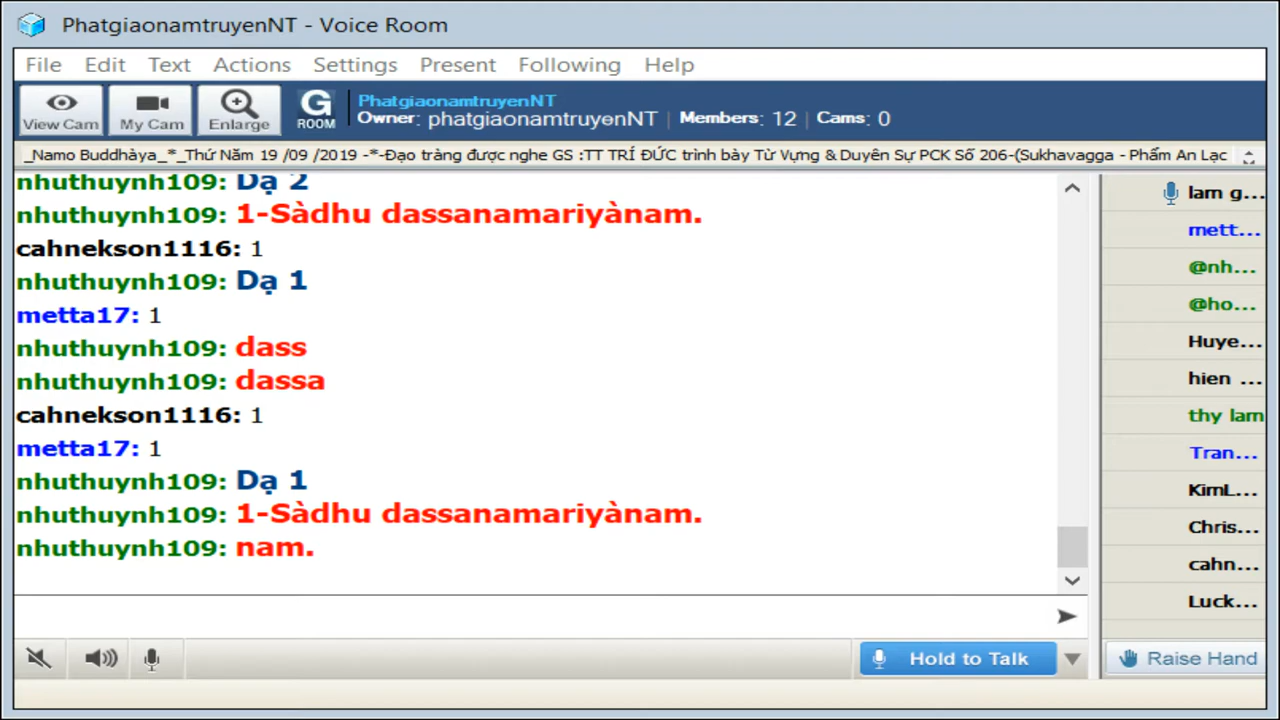 PhatgiaonamtruyenNT - Voice Room
File Edit Text Actions Settings Present Following Help
View Cam My Cam Enlarge G ROOM PhatgiaonamtruyenNT
Owner: phatgiaonamtruyenNT | Members: 12 | Cams: 0
_Namo Buddhàya_*_Thứ Năm 19 /09 /2019 -*-Đạo tràng được nghe GS :TT TRÍ ĐỨC trình bày Từ Vựng & Duyên Sự PCK Số 206-(Sukhavagga - Phẩm An Lạc
nhuthuynh109: Dạ 2
nhuthuynh109: 1-Sàdhu dassanamariyànam.
cahnekson1116: 1
nhuthuynh109: Dạ 1
metta17: 1
nhuthuynh109: dass
nhuthuynh109: dassa
cahnekson1116: 1
metta17: 1
nhuthuynh109: Dạ 1
nhuthuynh109: 1-Sàdhu dassanamariyànam.
nhuthuynh109: nam.
lam g...
mett...
@nh...
@ho...
Huye...
hien ...
thy lam
Tran...
KimL...
Chris...
cahn...
Luck...
Hold to Talk
Raise Hand